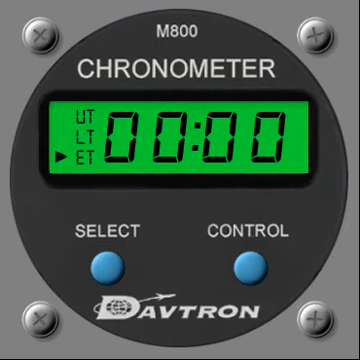 M800
CHRONOMETER
UT
LT
ET 00:00
SELECT CONTROL
DAVTRON